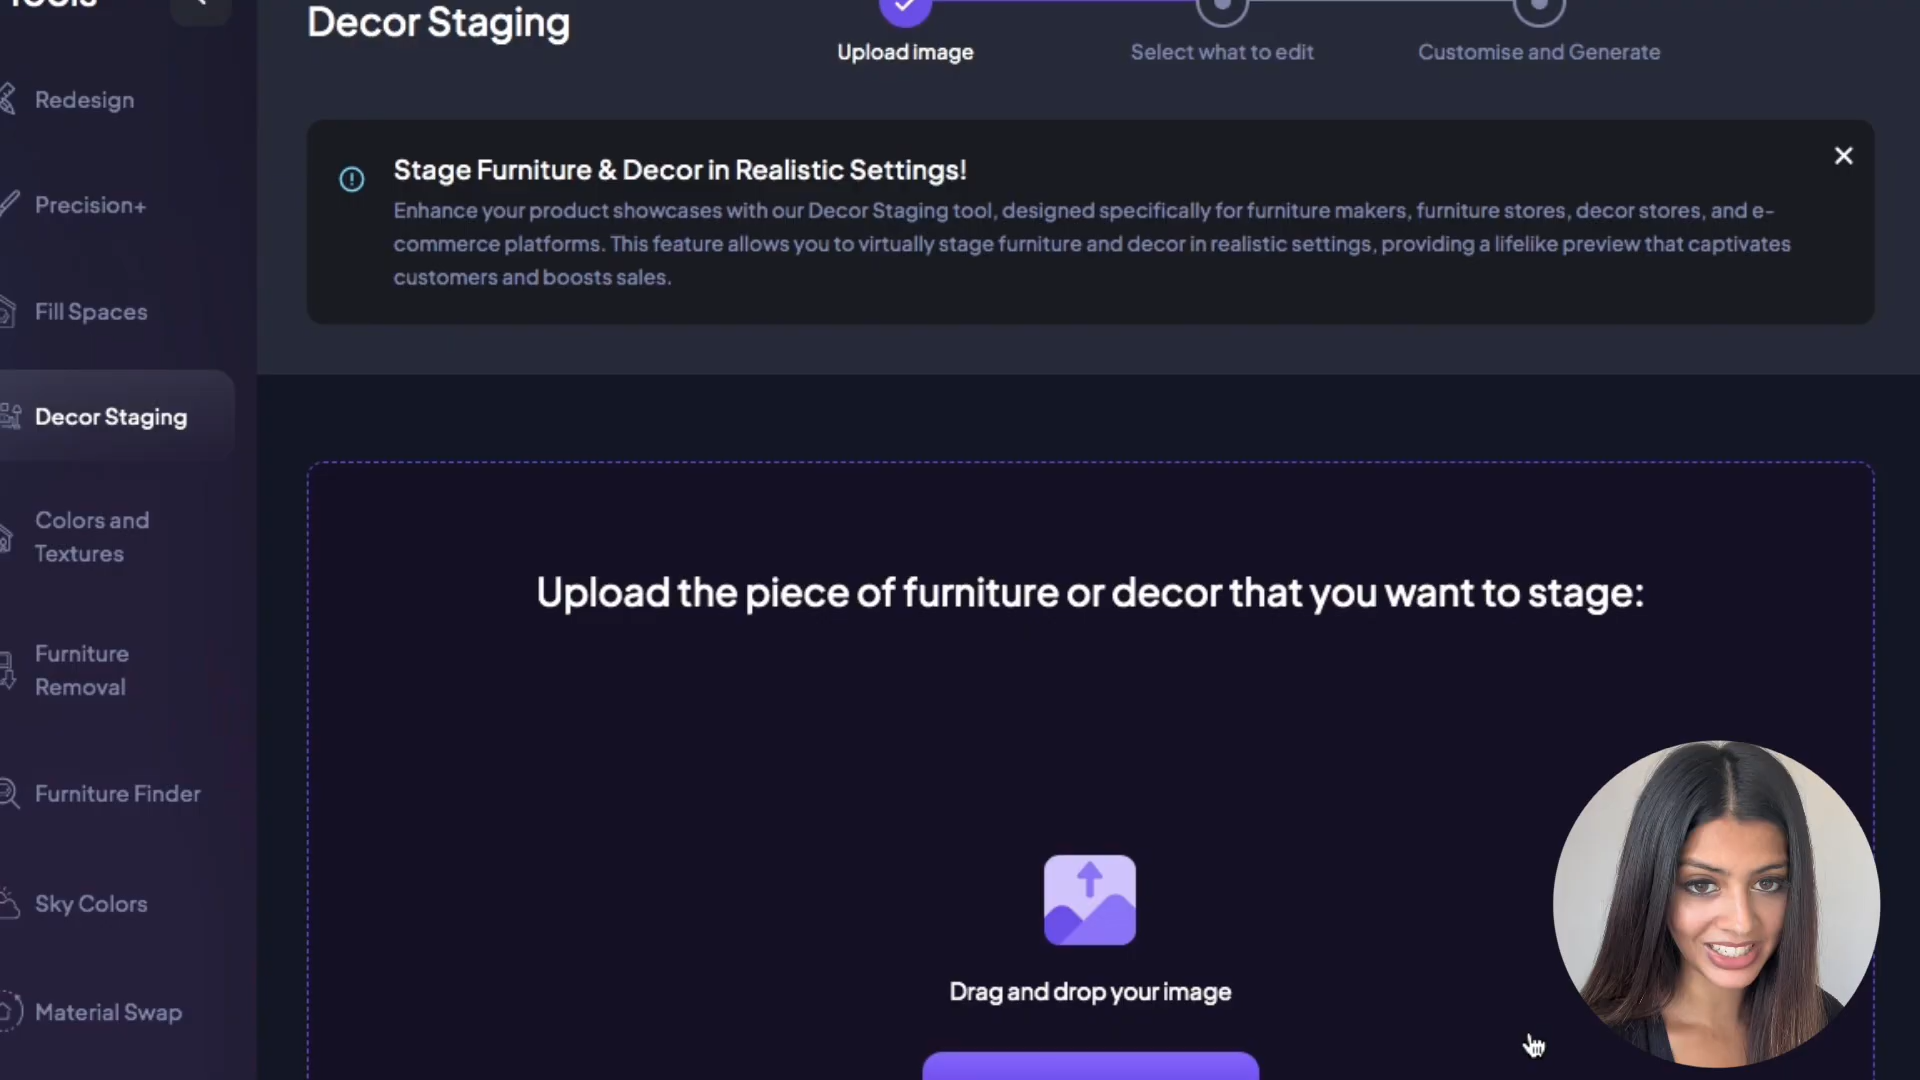 Tools
Decor Staging
Upload image
Select what to edit
Customise and Generate
Redesign
Precision+
Fill Spaces
Decor Staging
Colors and
Textures
Furniture
Removal
Furniture Finder
Sky Colors
Material Swap
Stage Furniture & Decor in Realistic Settings!
Enhance your product showcases with our Decor Staging tool, designed specifically for furniture makers, furniture stores, decor stores, and e-
commerce platforms. This feature allows you to virtually stage furniture and decor in realistic settings, providing a lifelike preview that captivates
customers and boosts sales.
Upload the piece of furniture or decor that you want to stage:
Drag and drop your image